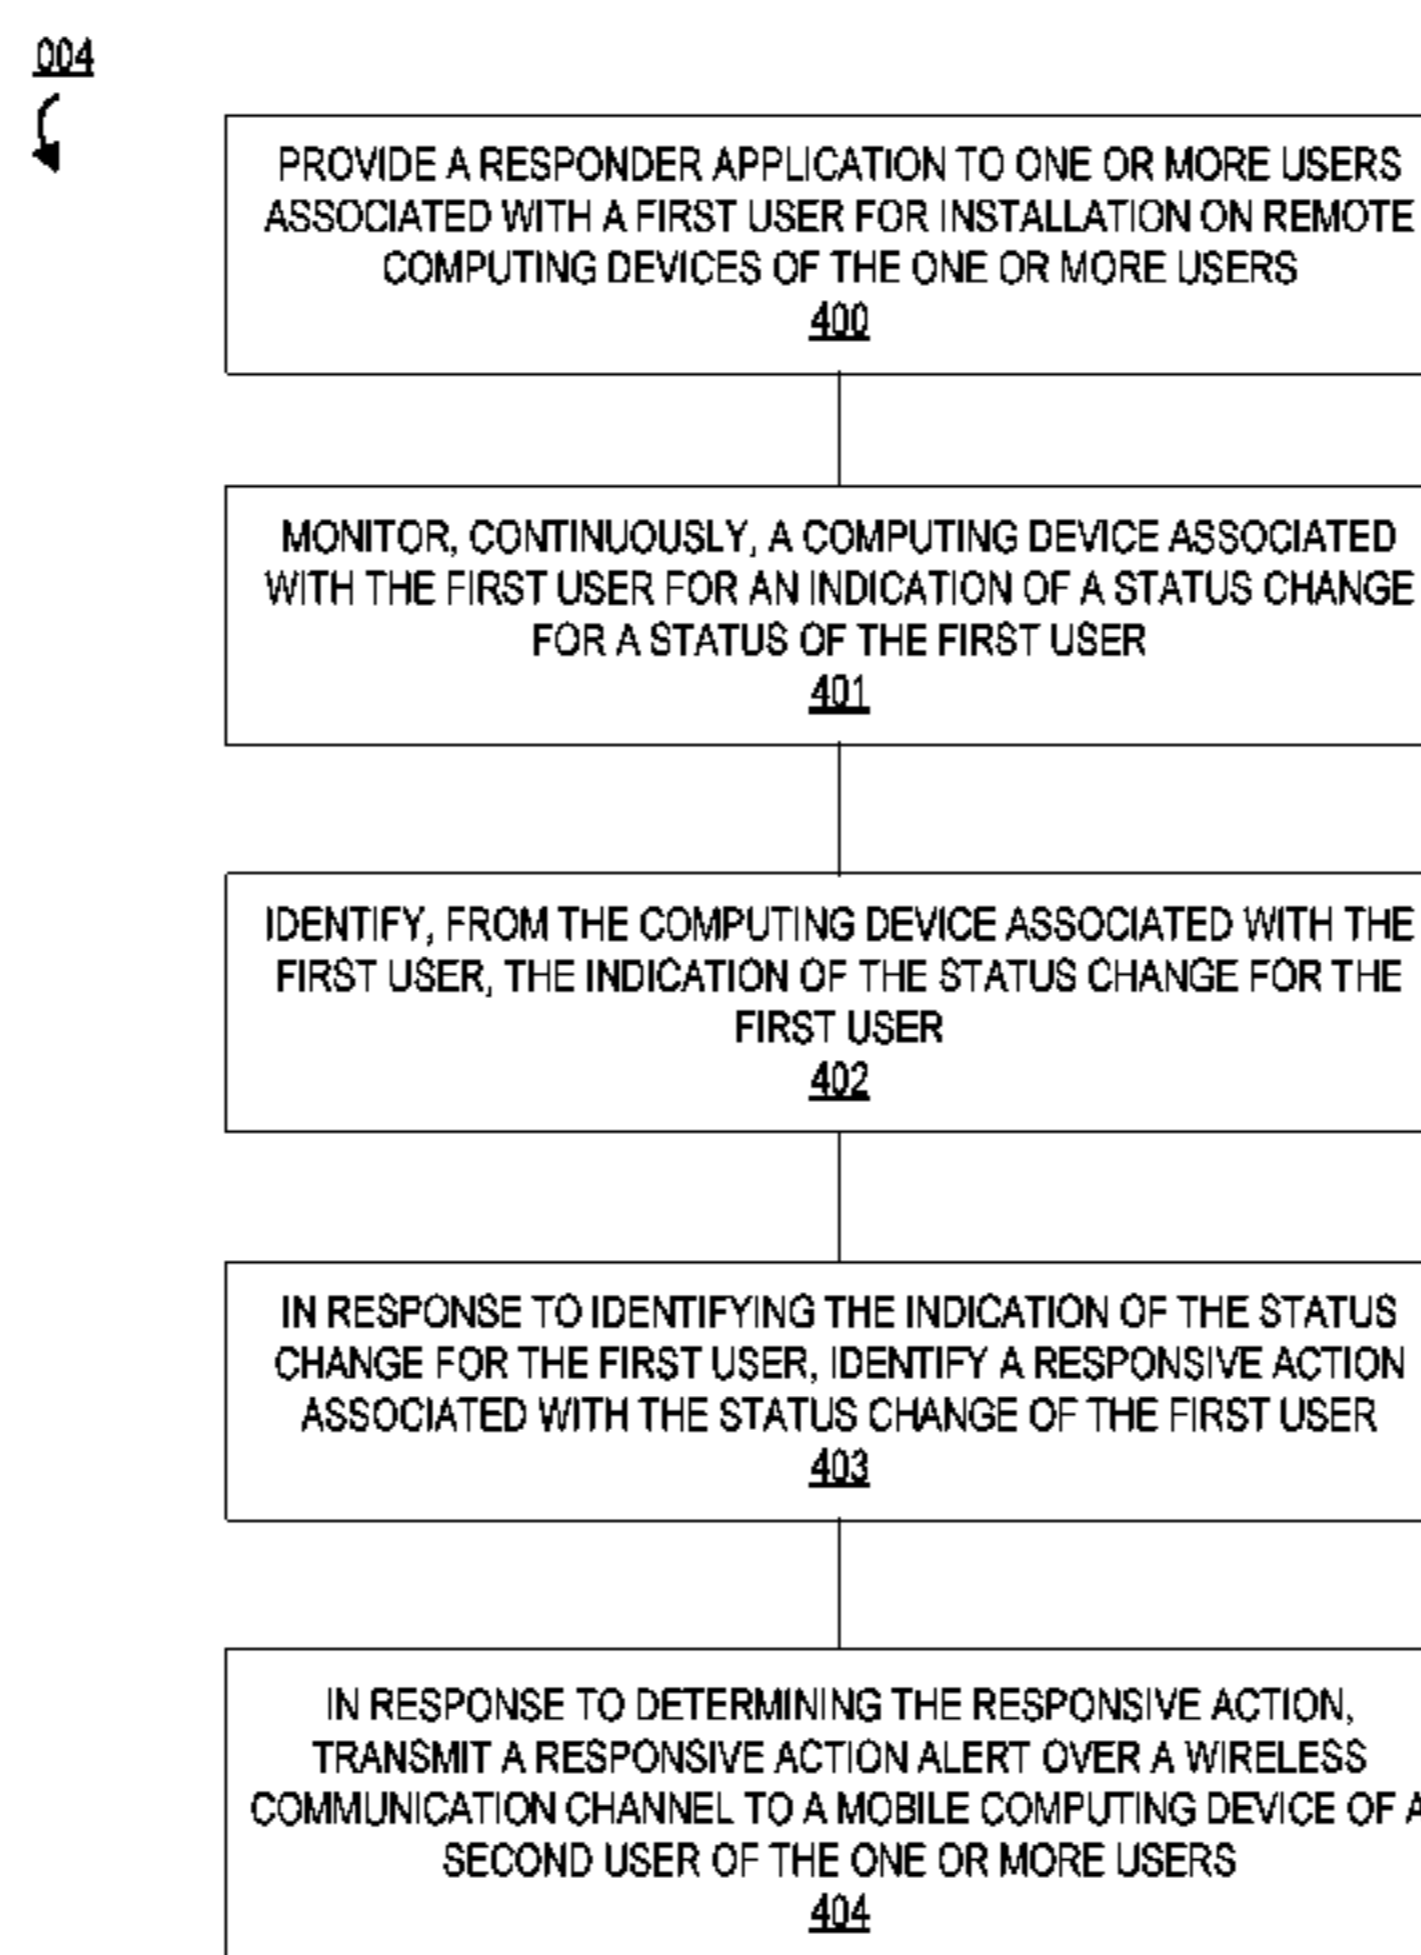 004
PROVIDE A RESPONDER APPLICATION TO ONE OR MORE USERS
ASSOCIATED WITH A FIRST USER FOR INSTALLATION ON REMOTE
COMPUTING DEVICES OF THE ONE OR MORE USERS
400
MONITOR, CONTINUOUSLY, A COMPUTING DEVICE ASSOCIATED
WITH THE FIRST USER FOR AN INDICATION OF A STATUS CHANGE
FOR A STATUS OF THE FIRST USER
401
IDENTIFY, FROM THE COMPUTING DEVICE ASSOCIATED WITH THE
FIRST USER, THE INDICATION OF THE STATUS CHANGE FOR THE
FIRST USER
402
IN RESPONSE TO IDENTIFYING THE INDICATION OF THE STATUS
CHANGE FOR THE FIRST USER, IDENTIFY A RESPONSIVE ACTION
ASSOCIATED WITH THE STATUS CHANGE OF THE FIRST USER
403
IN RESPONSE TO DETERMINING THE RESPONSIVE ACTION,
TRANSMIT A RESPONSIVE ACTION ALERT OVER A WIRELESS
COMMUNICATION CHANNEL TO A MOBILE COMPUTING DEVICE OF A
SECOND USER OF THE ONE OR MORE USERS
404